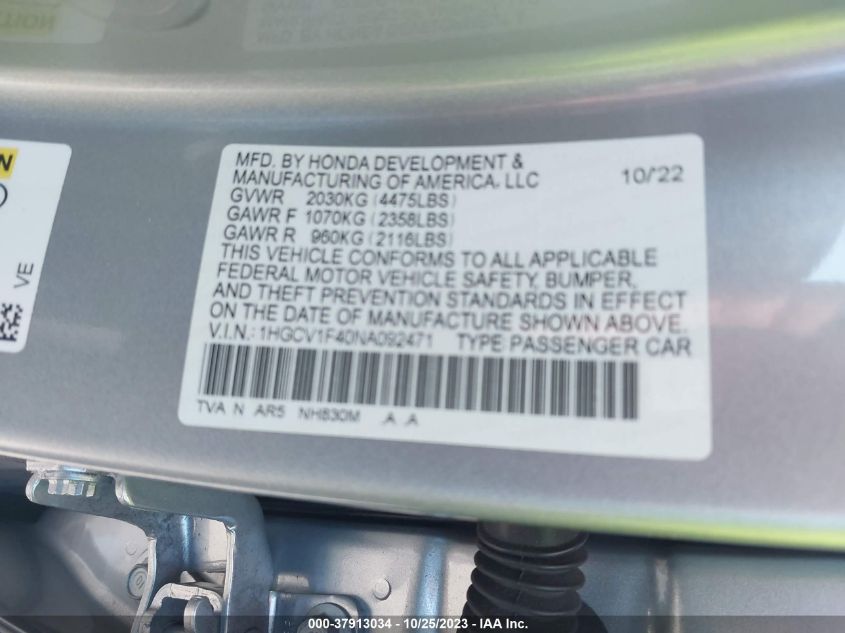 MFD. BY HONDA DEVELOPMENT &
MANUFACTURING OF AMERICA, LLC 10/'22
GVWR 2030KG (4475LBS)
GAWR F 1070KG (2358LBS)
GAWR R 960KG (2116LBS)
THIS VEHICLE CONFORMS TO ALL APPLICABLE
FEDERAL MOTOR VEHICLE SAFETY, BUMPER,
AND THEFT PREVENTION STANDARDS IN EFFECT
ON THE DATE OF MANUFACTURE SHOWN ABOVE.
V.I.N.: 1HGCV1F40NA092471 TYPE PASSENGER CAR
TVA N AR5 NH830M A A
VE
000-37913034 - 10/25/2023 - IAA Inc.